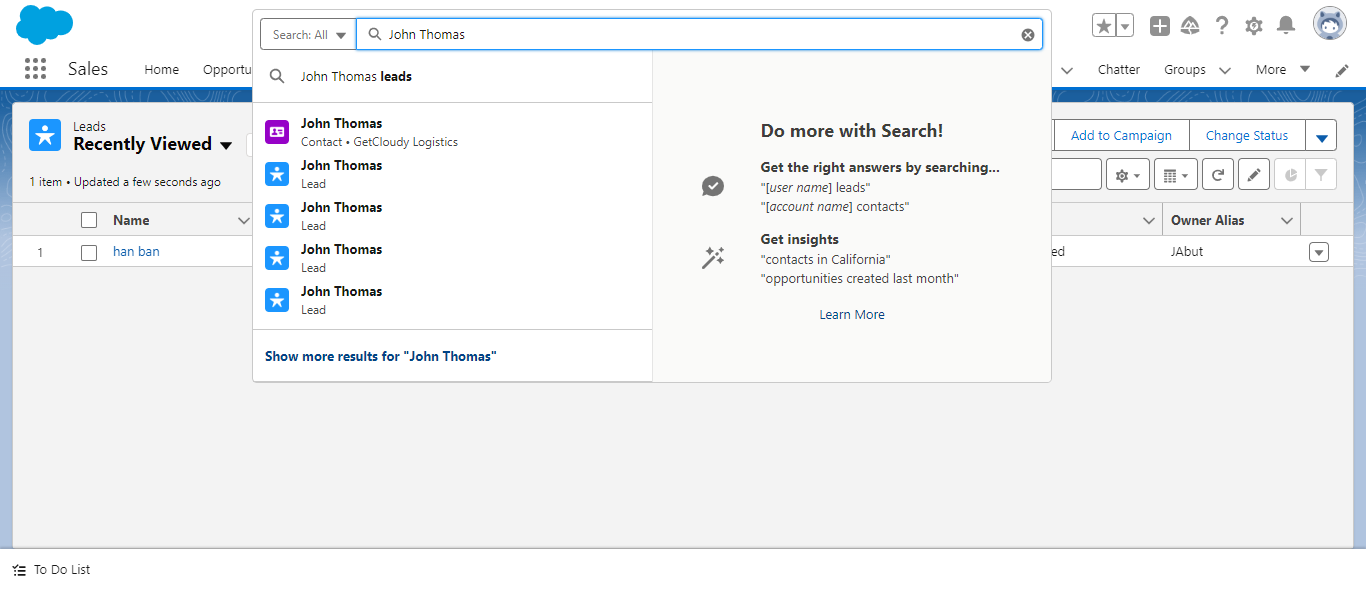 Search: All
John Thomas
Sales
Home
Opportu
Chatter
Groups
More
John Thomas leads
John Thomas
Contact • GetCloudy Logistics
John Thomas
Lead
John Thomas
Lead
John Thomas
Lead
John Thomas
Lead
Show more results for "John Thomas"
Do more with Search!
Get the right answers by searching...
"[user name] leads"
"[account name] contacts"
Get insights
"contacts in California"
"opportunities created last month"
Learn More
Leads
Recently Viewed
Add to Campaign
Change Status
1 item • Updated a few seconds ago
Name
Owner Alias
1
han ban
ed
JAbut
To Do List